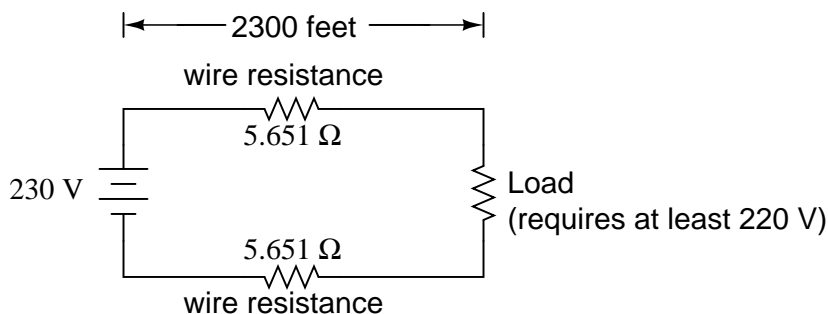 2300 feet
wire resistance
5.651 Ω
230 V
Load
(requires at least 220 V)
5.651 Ω
wire resistance